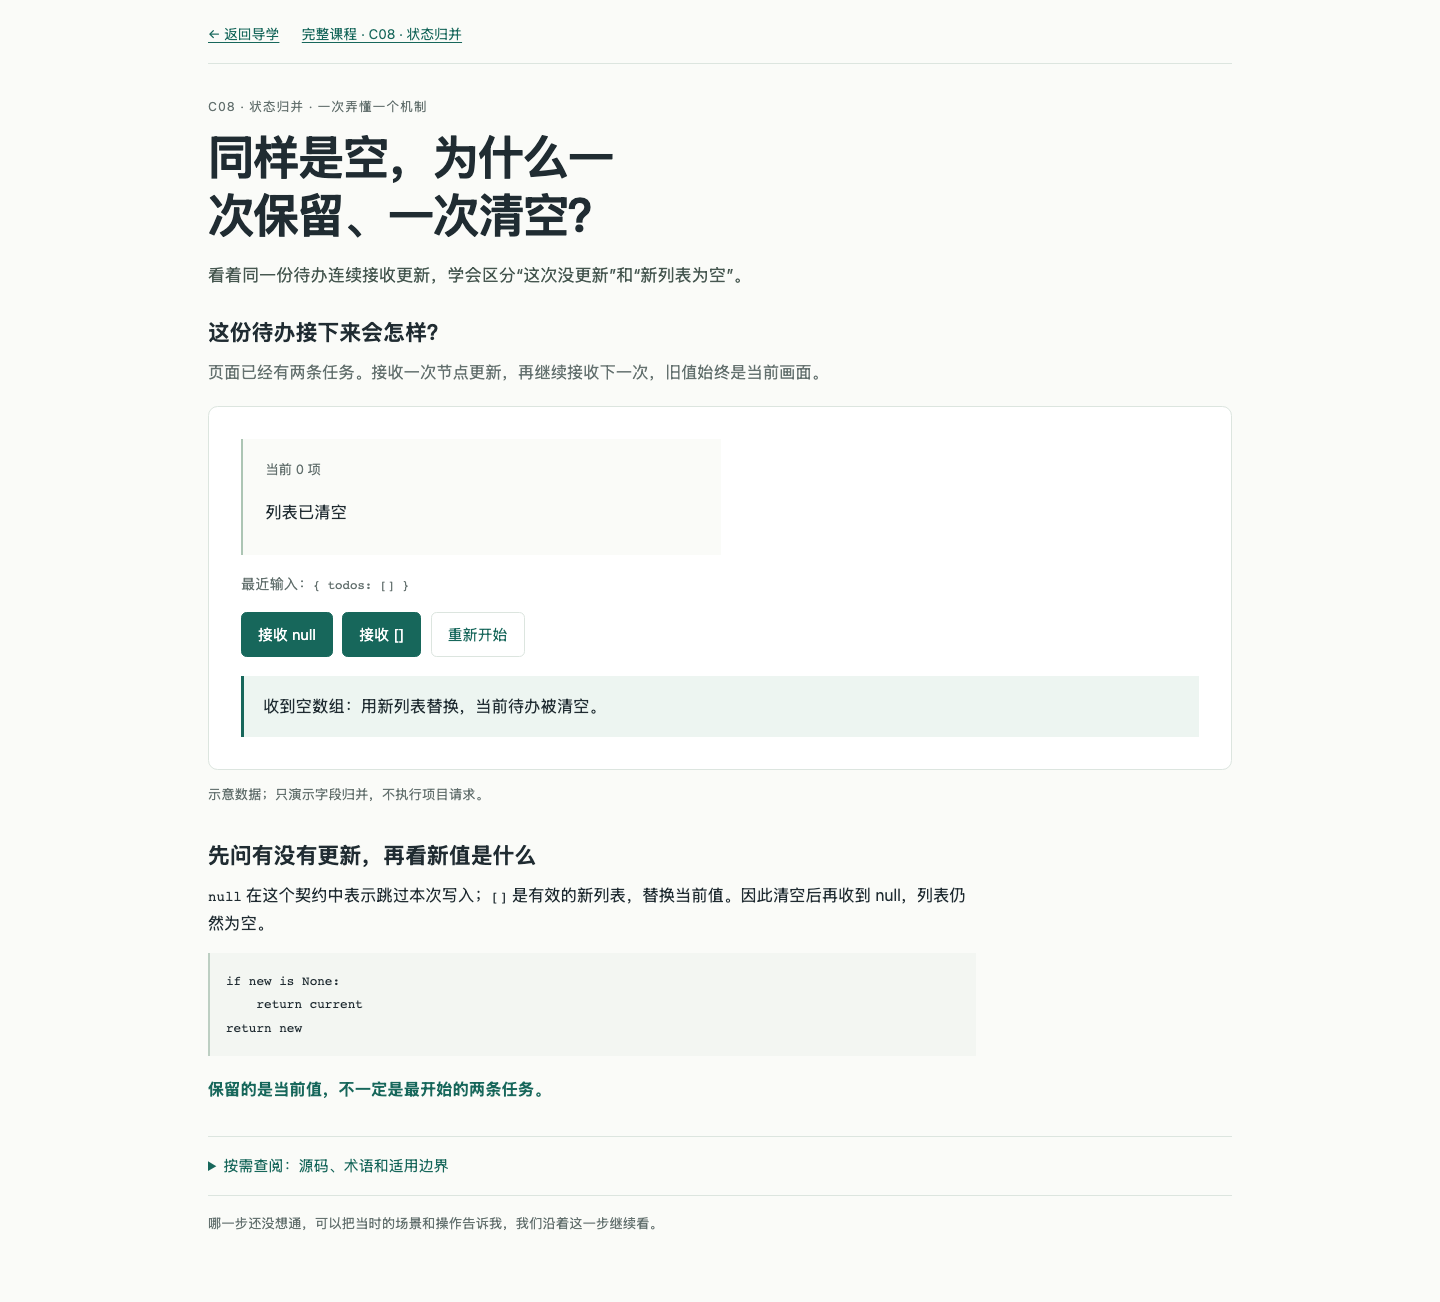 ← 返回导学 完整课程 · C08 · 状态归并
C08 · 状态归并 · 一次弄懂一个机制
同样是空，为什么一
次保留、一次清空？
看着同一份待办连续接收更新，学会区分“这次没更新”和“新列表为空”。
这份待办接下来会怎样？
页面已经有两条任务。接收一次节点更新，再继续接收下一次，旧值始终是当前画面。
当前 0 项
列表已清空
最近输入：{ todos: [] }
接收 null 接收 [] 重新开始
收到空数组：用新列表替换，当前待办被清空。
示意数据；只演示字段归并，不执行项目请求。
先问有没有更新，再看新值是什么
null 在这个契约中表示跳过本次写入；[] 是有效的新列表，替换当前值。因此清空后再收到 null，列表仍
然为空。
if new is None:
    return current
return new
保留的是当前值，不一定是最开始的两条任务。
▶ 按需查阅：源码、术语和适用边界
哪一步还没想通，可以把当时的场景和操作告诉我，我们沿着这一步继续看。